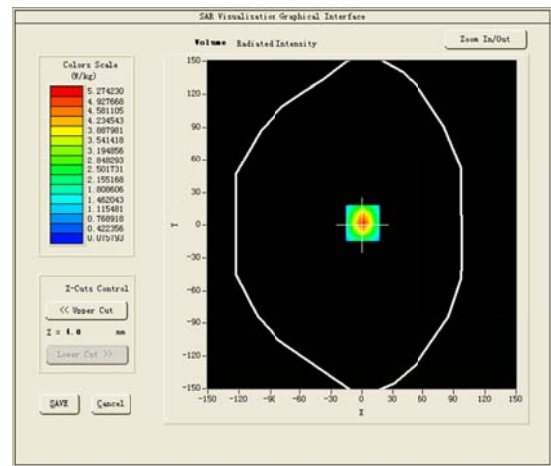 SAR Visualisation Graphical Interface
Volume Radiated Intensity
Zoom In/Out
Colors Scale
(W/kg)
5.274230
4.927668
4.581105
4.234543
3.887981
3.541418
3.194856
2.848293
2.501731
2.155168
1.808606
1.462043
1.115481
0.768918
0.422356
0.075793
Z-Cuts Control
<< Upper Cut
Z = 4.0 mm
Lower Cut >>
SAVE
Cancel
150
120
90
60
30
0
-30
-60
-90
-120
-150
Y
-150 -120 -90 -60 -30 0 30 60 90 120 150
X